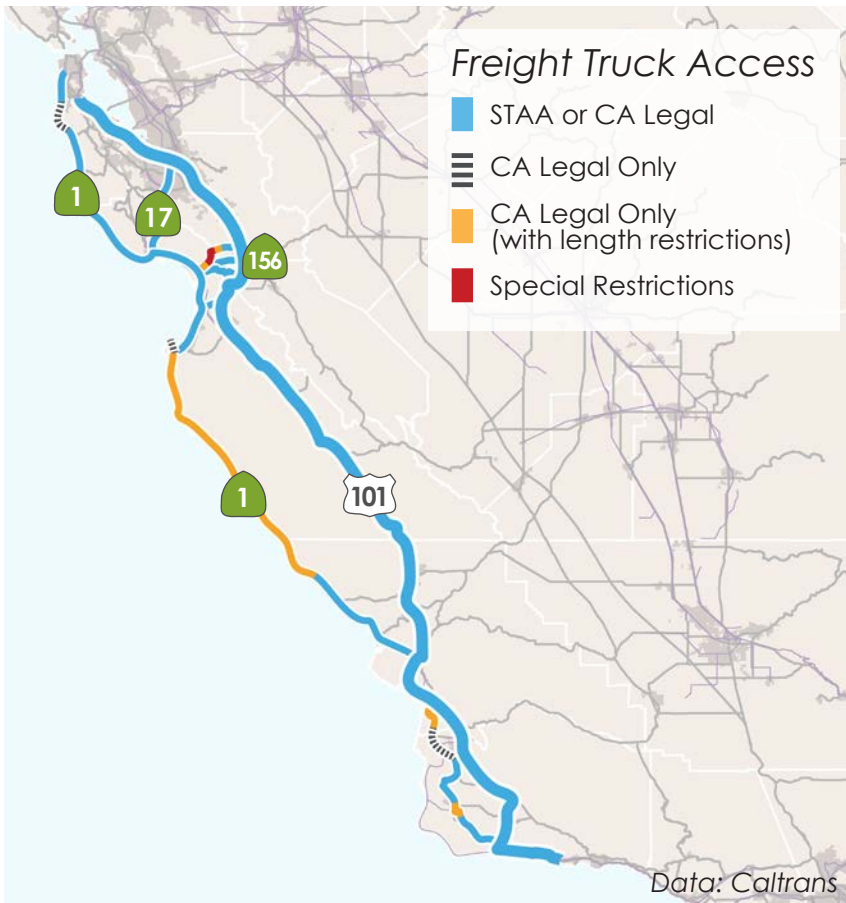 Freight Truck Access
STAA or CA Legal
CA Legal Only
CA Legal Only
(with length restrictions)
Special Restrictions
1
17
156
1
101
Data: Caltrans